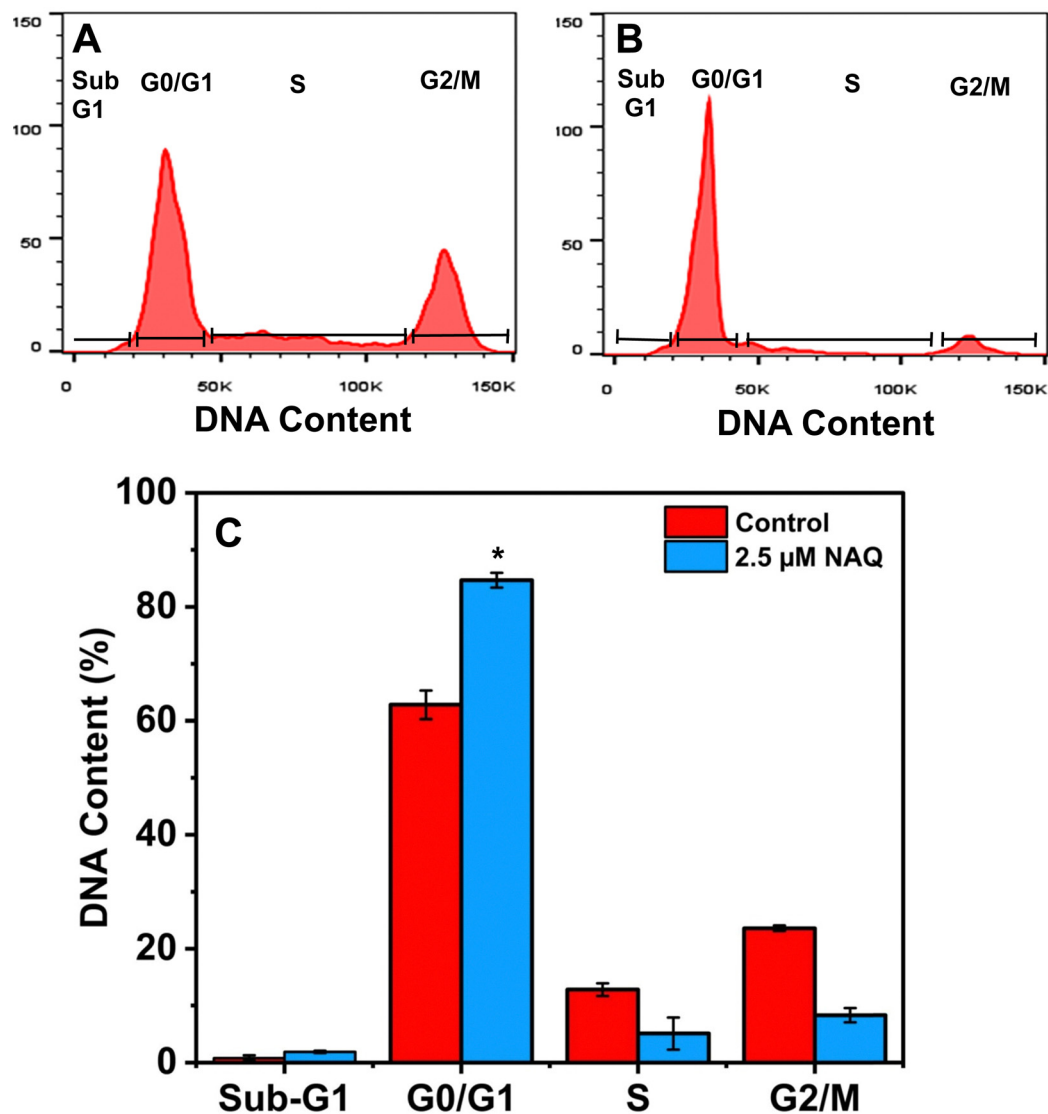 A
B
150
100
50
0
Sub
G1
G0/G1
S
G2/M
0
50K
100K
150K
DNA Content
150
100
50
0
Sub
G1
G0/G1
S
G2/M
0
50K
100K
150K
DNA Content
C
Control
2.5 µM NAQ
*
DNA Content (%)
100
80
60
40
20
0
Sub-G1
G0/G1
S
G2/M